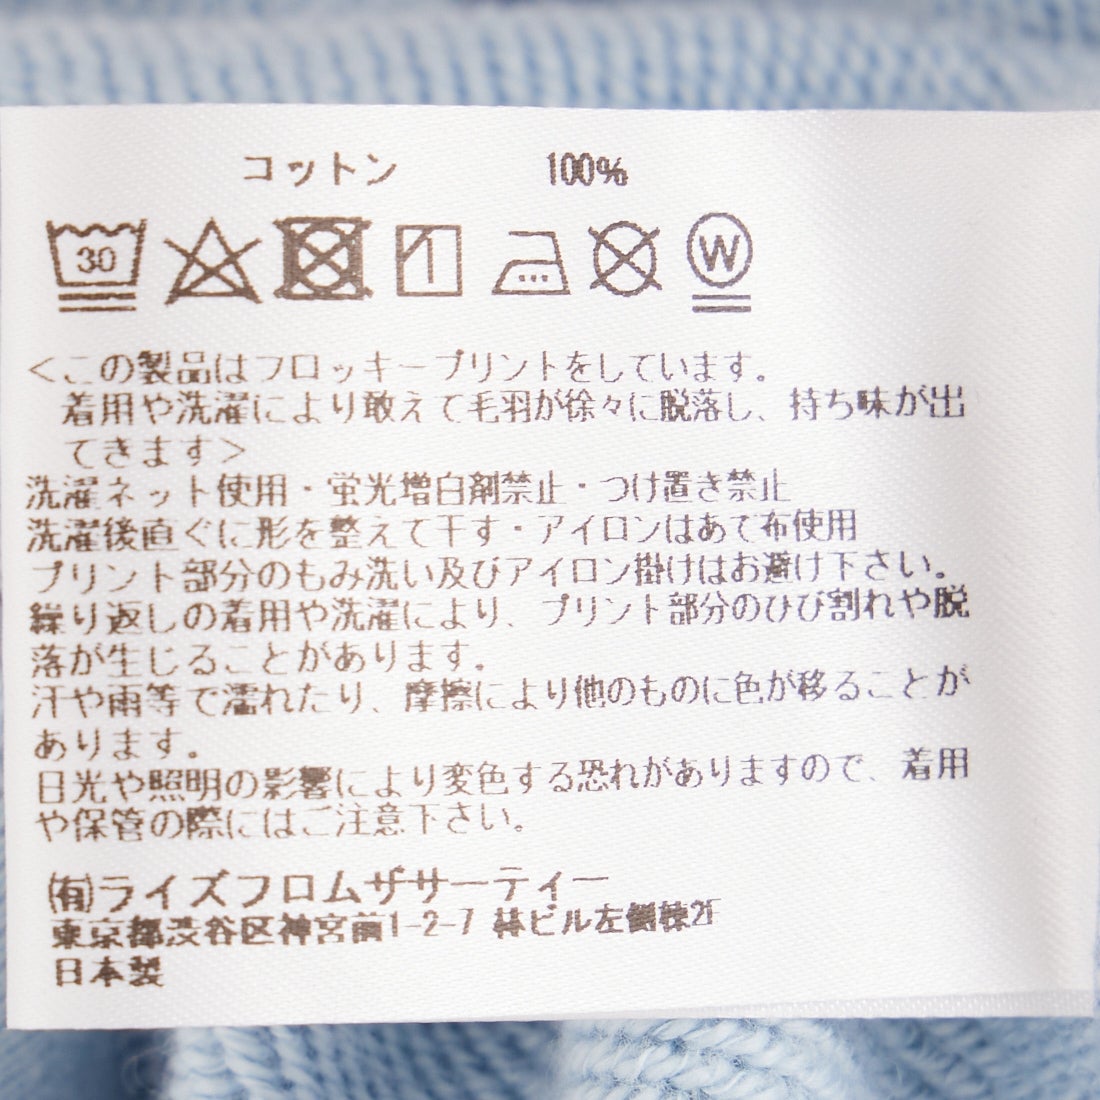 コットン 100%
30
W
＜この製品はフロッキープリントをしています。
着用や洗濯により敢えて毛羽が徐々に脱落し、持ち味が出
てきます＞
洗濯ネット使用・蛍光増白剤禁止・つけ置き禁止
洗濯後直ぐに形を整えて干す・アイロンはあて布使用
プリント部分のもみ洗い及びアイロン掛けはお避け下さい。
繰り返しの着用や洗濯により、プリント部分のひび割れや脱
落が生じることがあります。
汗や雨等で濡れたり、摩擦により他のものに色が移ることが
あります。
日光や照明の影響により変色する恐れがありますので、着用
や保管の際にはご注意下さい。
㈲ライズフロムザサーティー
東京都渋谷区神宮前1-2-7 林ビル左側棟2F
日本製